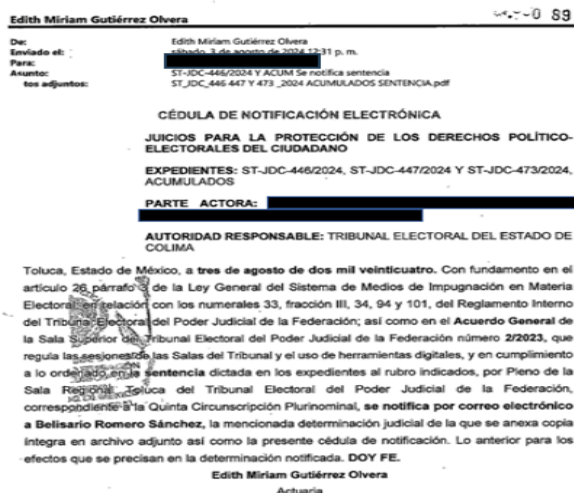 Edith Miriam Gutiérrez Olvera
0 89
De: Edith Miriam Gutiérrez Olvera
Enviado el: sábado, 3 de agosto de 2024 12:31 p. m.
Para:
Asunto: ST-JDC-446/2024 Y ACUM Se notifica sentencia
tos adjuntos: ST_JDC_446 447 Y 473 _2024 ACUMULADOS SENTENCIA.pdf
CÉDULA DE NOTIFICACIÓN ELECTRÓNICA
JUICIOS PARA LA PROTECCIÓN DE LOS DERECHOS POLÍTICO-
ELECTORALES DEL CIUDADANO
EXPEDIENTES: ST-JDC-446/2024, ST-JDC-447/2024 Y ST-JDC-473/2024,
ACUMULADOS
PARTE ACTORA:
AUTORIDAD RESPONSABLE: TRIBUNAL ELECTORAL DEL ESTADO DE
COLIMA
Toluca, Estado de México, a tres de agosto de dos mil veinticuatro. Con fundamento en el
artículo 26 párrafo 3 de la Ley General del Sistema de Medios de Impugnación en Materia
Electoral; en relación con los numerales 33, fracción III, 34, 94 y 101, del Reglamento Interno
del Tribunal Electoral del Poder Judicial de la Federación; así como en el Acuerdo General de
la Sala Superior del Tribunal Electoral del Poder Judicial de la Federación número 2/2023, que
regula las sesiones de las Salas del Tribunal y el uso de herramientas digitales, y en cumplimiento
a lo ordenado en la sentencia dictada en los expedientes al rubro indicados, por Pleno de la
Sala Regional Toluca del Tribunal Electoral del Poder Judicial de la Federación,
correspondiente a la Quinta Circunscripción Plurinominal, se notifica por correo electrónico
a Belisario Romero Sánchez, la mencionada determinación judicial de la que se anexa copia
íntegra en archivo adjunto así como la presente cédula de notificación. Lo anterior para los
efectos que se precisan en la determinación notificada. DOY FE.
Edith Miriam Gutiérrez Olvera
Actuaria